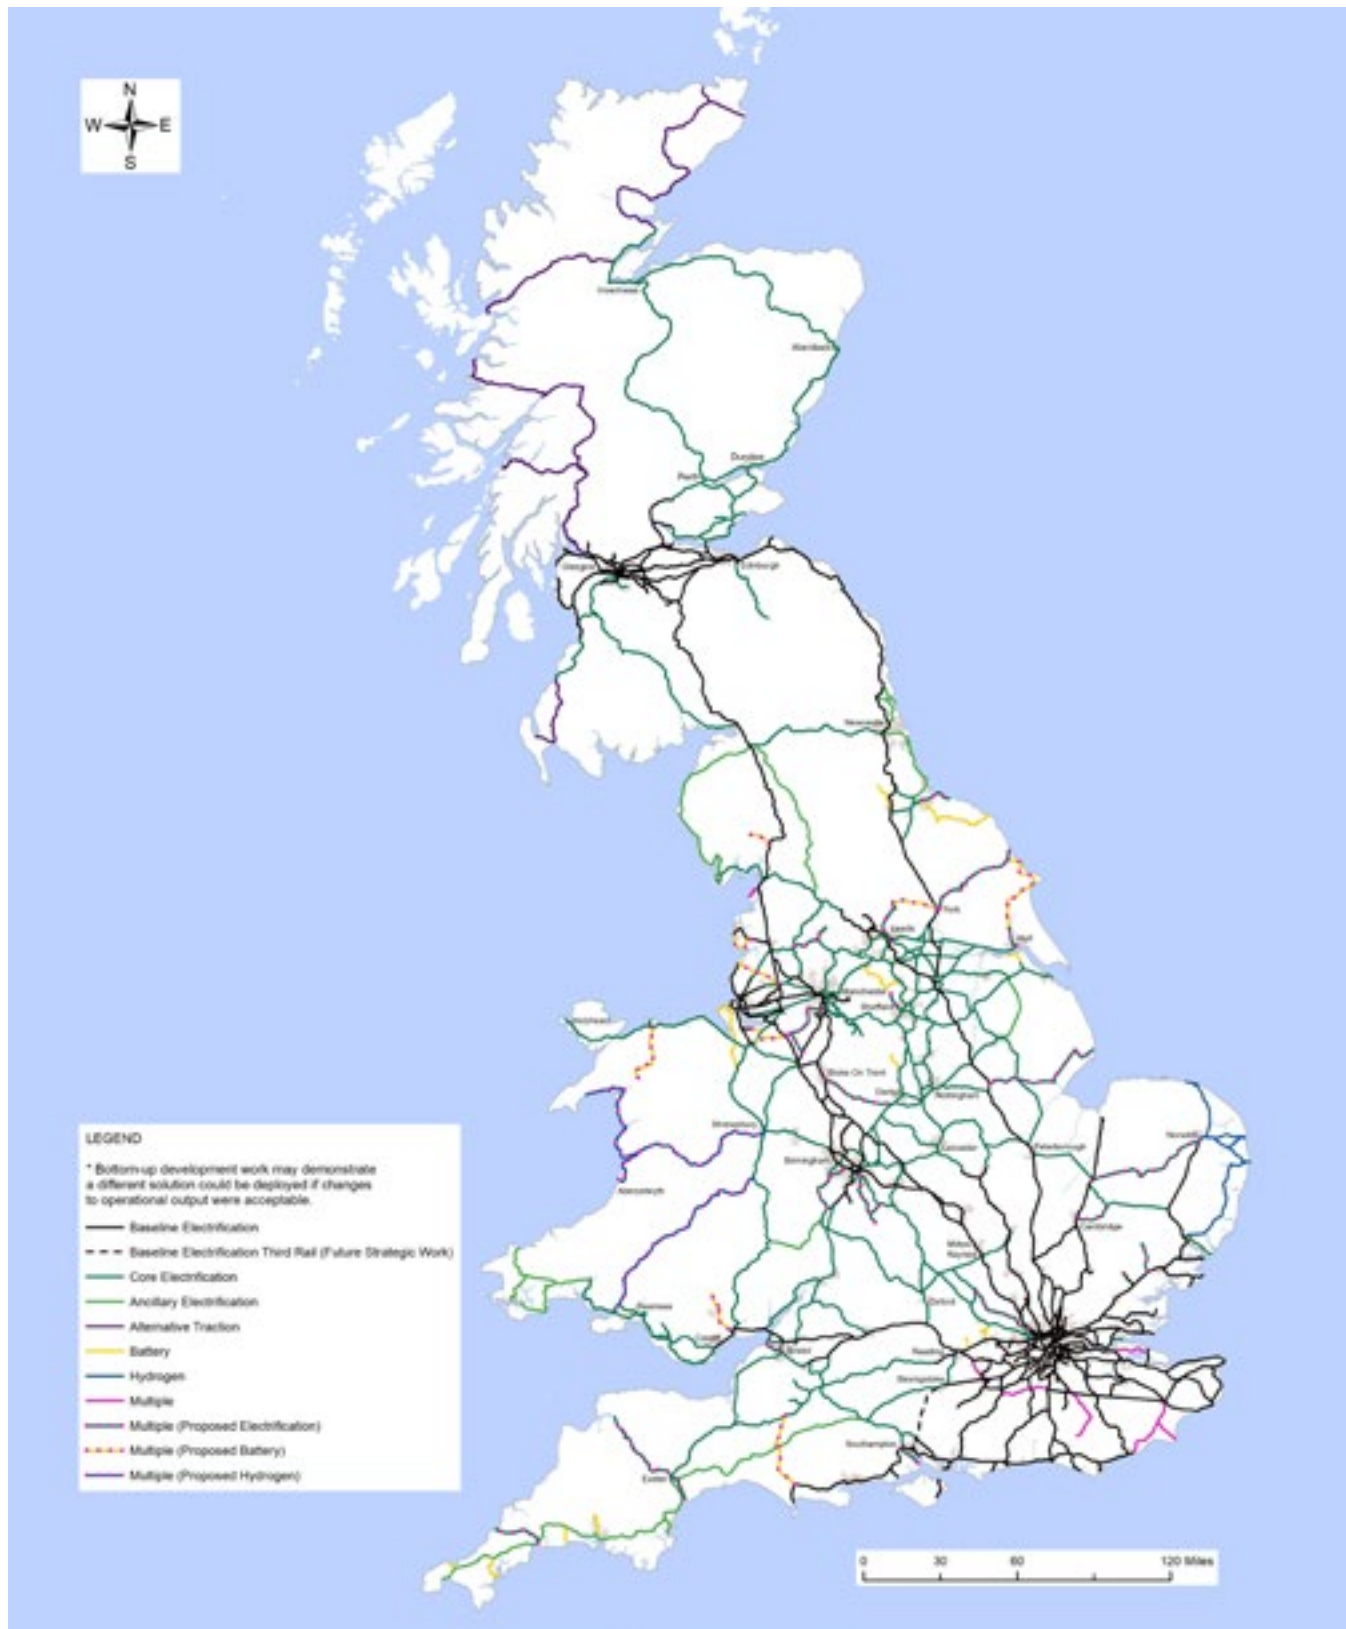 N
W E
S
Inverness
Aberdeen
Dundee
Perth
Glasgow
Edinburgh
Newcastle
York
Leeds
Hull
Manchester
Sheffield
Holyhead
Stoke On Trent
Derby
Nottingham
Shrewsbury
Norwich
Leicester
Peterborough
Birmingham
Aberystwyth
Cambridge
Milton
Keynes
Swansea
Oxford
Cardiff
Bristol
Reading
Basingstoke
Southampton
Exeter
LEGEND
* Bottom-up development work may demonstrate
a different solution could be deployed if changes
to operational output were acceptable.
Baseline Electrification
Baseline Electrification Third Rail (Future Strategic Work)
Core Electrification
Ancillary Electrification
Alternative Traction
Battery
Hydrogen
Multiple
Multiple (Proposed Electrification)
Multiple (Proposed Battery)
Multiple (Proposed Hydrogen)
0 30 60 120 Miles